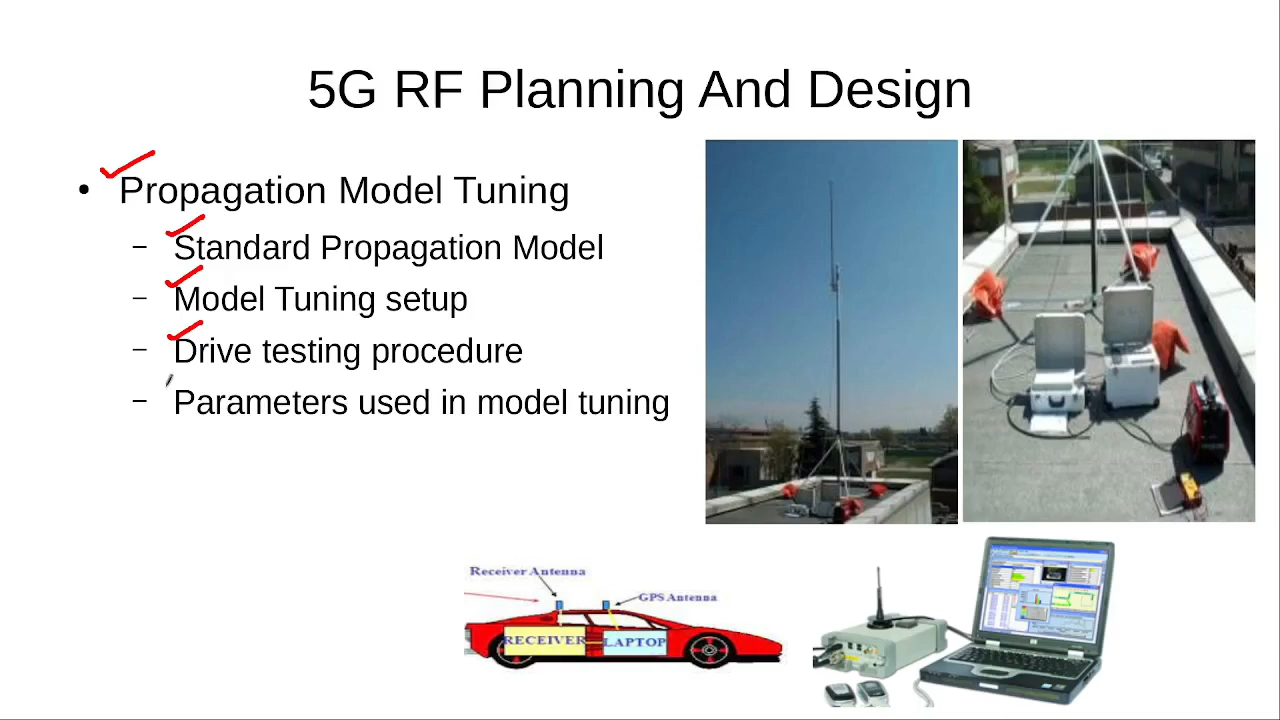 5G RF Planning And Design
• Propagation Model Tuning
– Standard Propagation Model
– Model Tuning setup
– Drive testing procedure
– Parameters used in model tuning
Receiver Antenna
GPS Antenna
RECEIVER
LAPTOP